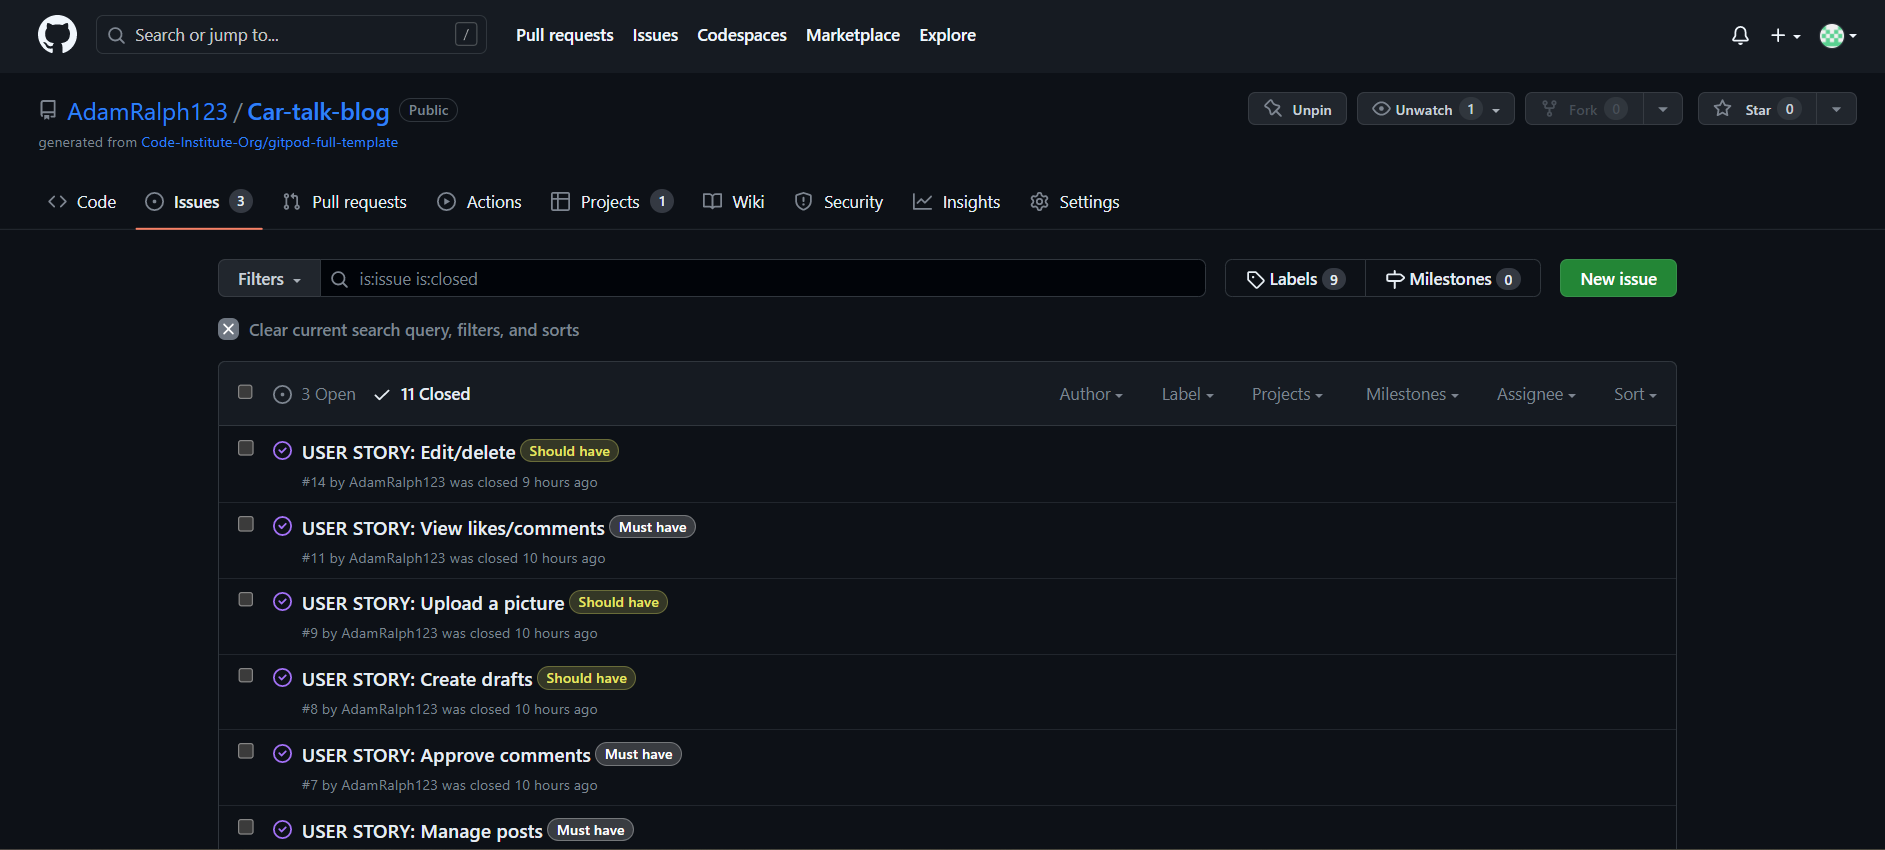 Search or jump to... / Pull requests Issues Codespaces Marketplace Explore
AdamRalph123 / Car-talk-blog Public Unpin Unwatch 1 Fork 0 Star 0
generated from Code-Institute-Org/gitpod-full-template
Code Issues 3 Pull requests Actions Projects 1 Wiki Security Insights Settings
Filters is:issue is:closed Labels 9 Milestones 0 New issue
Clear current search query, filters, and sorts
3 Open 11 Closed Author Label Projects Milestones Assignee Sort
USER STORY: Edit/delete Should have
#14 by AdamRalph123 was closed 9 hours ago
USER STORY: View likes/comments Must have
#11 by AdamRalph123 was closed 10 hours ago
USER STORY: Upload a picture Should have
#9 by AdamRalph123 was closed 10 hours ago
USER STORY: Create drafts Should have
#8 by AdamRalph123 was closed 10 hours ago
USER STORY: Approve comments Must have
#7 by AdamRalph123 was closed 10 hours ago
USER STORY: Manage posts Must have